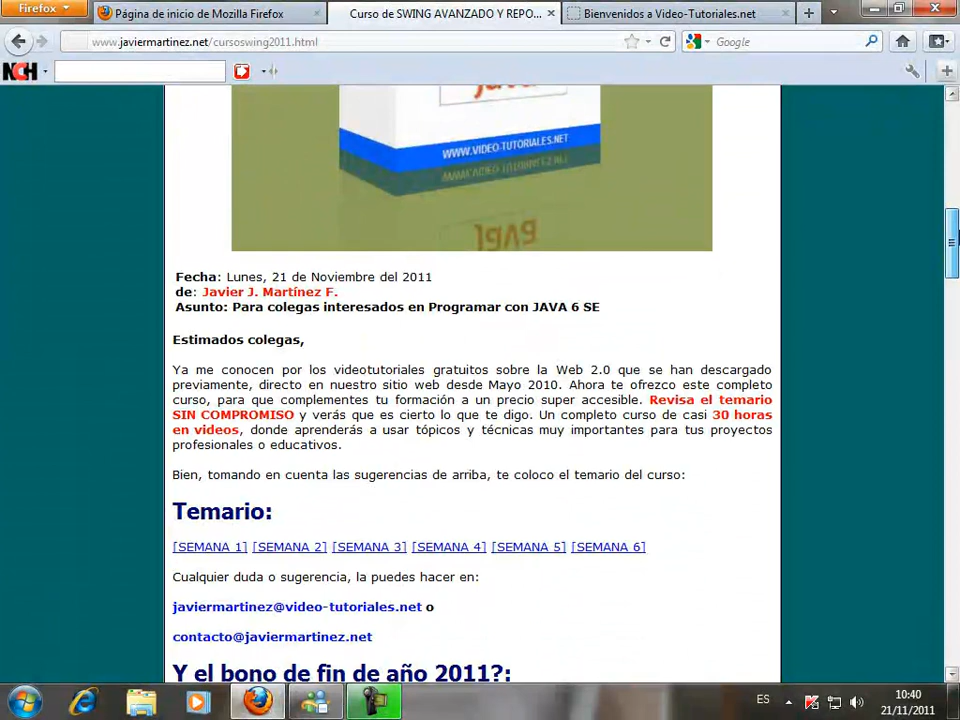 Firefox
Página de inicio de Mozilla Firefox
Curso de SWING AVANZADO Y REPO...
Bienvenidos a Video-Tutoriales.net
www.javiermartinez.net/cursoswing2011.html
Google
NCH
java
WWW.VIDEO-TUTORIALES.NET
Fecha: Lunes, 21 de Noviembre del 2011
de: Javier J. Martínez F.
Asunto: Para colegas interesados en Programar con JAVA 6 SE
Estimados colegas,
Ya me conocen por los videotutoriales gratuitos sobre la Web 2.0 que se han descargado
previamente, directo en nuestro sitio web desde Mayo 2010. Ahora te ofrezco este completo
curso, para que complementes tu formación a un precio super accesible. Revisa el temario
SIN COMPROMISO y verás que es cierto lo que te digo. Un completo curso de casi 30 horas
en videos, donde aprenderás a usar tópicos y técnicas muy importantes para tus proyectos
profesionales o educativos.
Bien, tomando en cuenta las sugerencias de arriba, te coloco el temario del curso:
Temario:
[SEMANA 1] [SEMANA 2] [SEMANA 3] [SEMANA 4] [SEMANA 5] [SEMANA 6]
Cualquier duda o sugerencia, la puedes hacer en:
javiermartinez@video-tutoriales.net o
contacto@javiermartinez.net
Y el bono de fin de año 2011?:
ES
10:40
21/11/2011